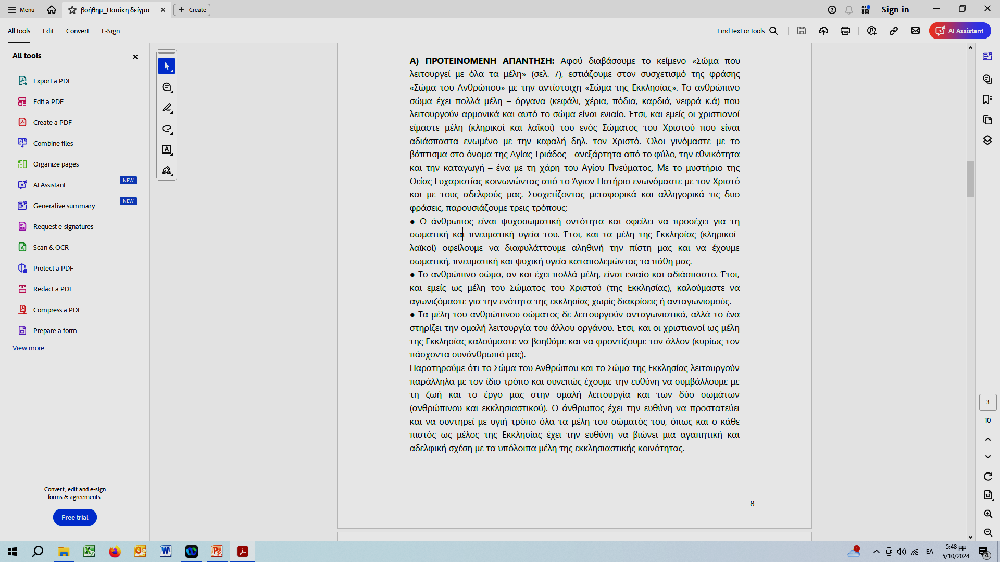 Menu
βοήθημ_Πατάκη δείγμα...
Create
Sign in
All tools
Edit
Convert
E-Sign
Find text or tools
AI Assistant
All tools
Export a PDF
Edit a PDF
Create a PDF
Combine files
Organize pages
AI Assistant
NEW
Generative summary
NEW
Request e-signatures
Scan & OCR
Protect a PDF
Redact a PDF
Compress a PDF
Prepare a form
View more
Convert, edit and e-sign
forms & agreements.
Free trial
Α) ΠΡΟΤΕΙΝΟΜΕΝΗ ΑΠΑΝΤΗΣΗ: Αφού διαβάσουμε το κείμενο «Σώμα που
λειτουργεί με όλα τα μέλη» (σελ. 7), εστιάζουμε στον συσχετισμό της φράσης
«Σώμα του Ανθρώπου» με την αντίστοιχη «Σώμα της Εκκλησίας». Το ανθρώπινο
σώμα έχει πολλά μέλη – όργανα (κεφάλι, χέρια, πόδια, καρδιά, νεφρά κ.ά) που
λειτουργούν αρμονικά και αυτό το σώμα είναι ενιαίο. Έτσι, και εμείς οι χριστιανοί
είμαστε μέλη (κληρικοί και λαϊκοί) του ενός Σώματος του Χριστού που είναι
αδιάσπαστα ενωμένο με την κεφαλή δηλ. τον Χριστό. Όλοι γινόμαστε με το
βάπτισμα στο όνομα της Αγίας Τριάδος - ανεξάρτητα από το φύλο, την εθνικότητα
και την καταγωγή – ένα με τη χάρη του Αγίου Πνεύματος. Με το μυστήριο της
Θείας Ευχαριστίας κοινωνώντας από το Άγιον Ποτήριο ενωνόμαστε με τον Χριστό
και με τους αδελφούς μας. Συσχετίζοντας μεταφορικά και αλληγορικά τις δυο
φράσεις, παρουσιάζουμε τρεις τρόπους:
● Ο άνθρωπος είναι ψυχοσωματική οντότητα και οφείλει να προσέχει για τη
σωματική και πνευματική υγεία του. Έτσι, και τα μέλη της Εκκλησίας (κληρικοί-
λαϊκοί) οφείλουμε να διαφυλάττουμε αληθινή την πίστη μας και να έχουμε
σωματική, πνευματική και ψυχική υγεία καταπολεμώντας τα πάθη μας.
● Το ανθρώπινο σώμα, αν και έχει πολλά μέλη, είναι ενιαίο και αδιάσπαστο. Έτσι,
και εμείς ως μέλη του Σώματος του Χριστού (της Εκκλησίας), καλούμαστε να
αγωνιζόμαστε για την ενότητα της εκκλησίας χωρίς διακρίσεις ή ανταγωνισμούς.
● Τα μέλη του ανθρώπινου σώματος δε λειτουργούν ανταγωνιστικά, αλλά το ένα
στηρίζει την ομαλή λειτουργία του άλλου οργάνου. Έτσι, και οι χριστιανοί ως μέλη
της Εκκλησίας καλούμαστε να βοηθάμε και να φροντίζουμε τον άλλον (κυρίως τον
πάσχοντα συνάνθρωπό μας).
Παρατηρούμε ότι το Σώμα του Ανθρώπου και το Σώμα της Εκκλησίας λειτουργούν
παράλληλα με τον ίδιο τρόπο και συνεπώς έχουμε την ευθύνη να συμβάλλουμε με
τη ζωή και το έργο μας στην ομαλή λειτουργία και των δύο σωμάτων
(ανθρώπινου και εκκλησιαστικού). Ο άνθρωπος έχει την ευθύνη να προστατεύει
και να συντηρεί με υγιή τρόπο όλα τα μέλη του σώματός του, όπως και ο κάθε
πιστός ως μέλος της Εκκλησίας έχει την ευθύνη να βιώνει μια αγαπητική και
αδελφική σχέση με τα υπόλοιπα μέλη της εκκλησιαστικής κοινότητας.
8
3
10
1
ΕΛ
5:48 μμ
5/10/2024
4